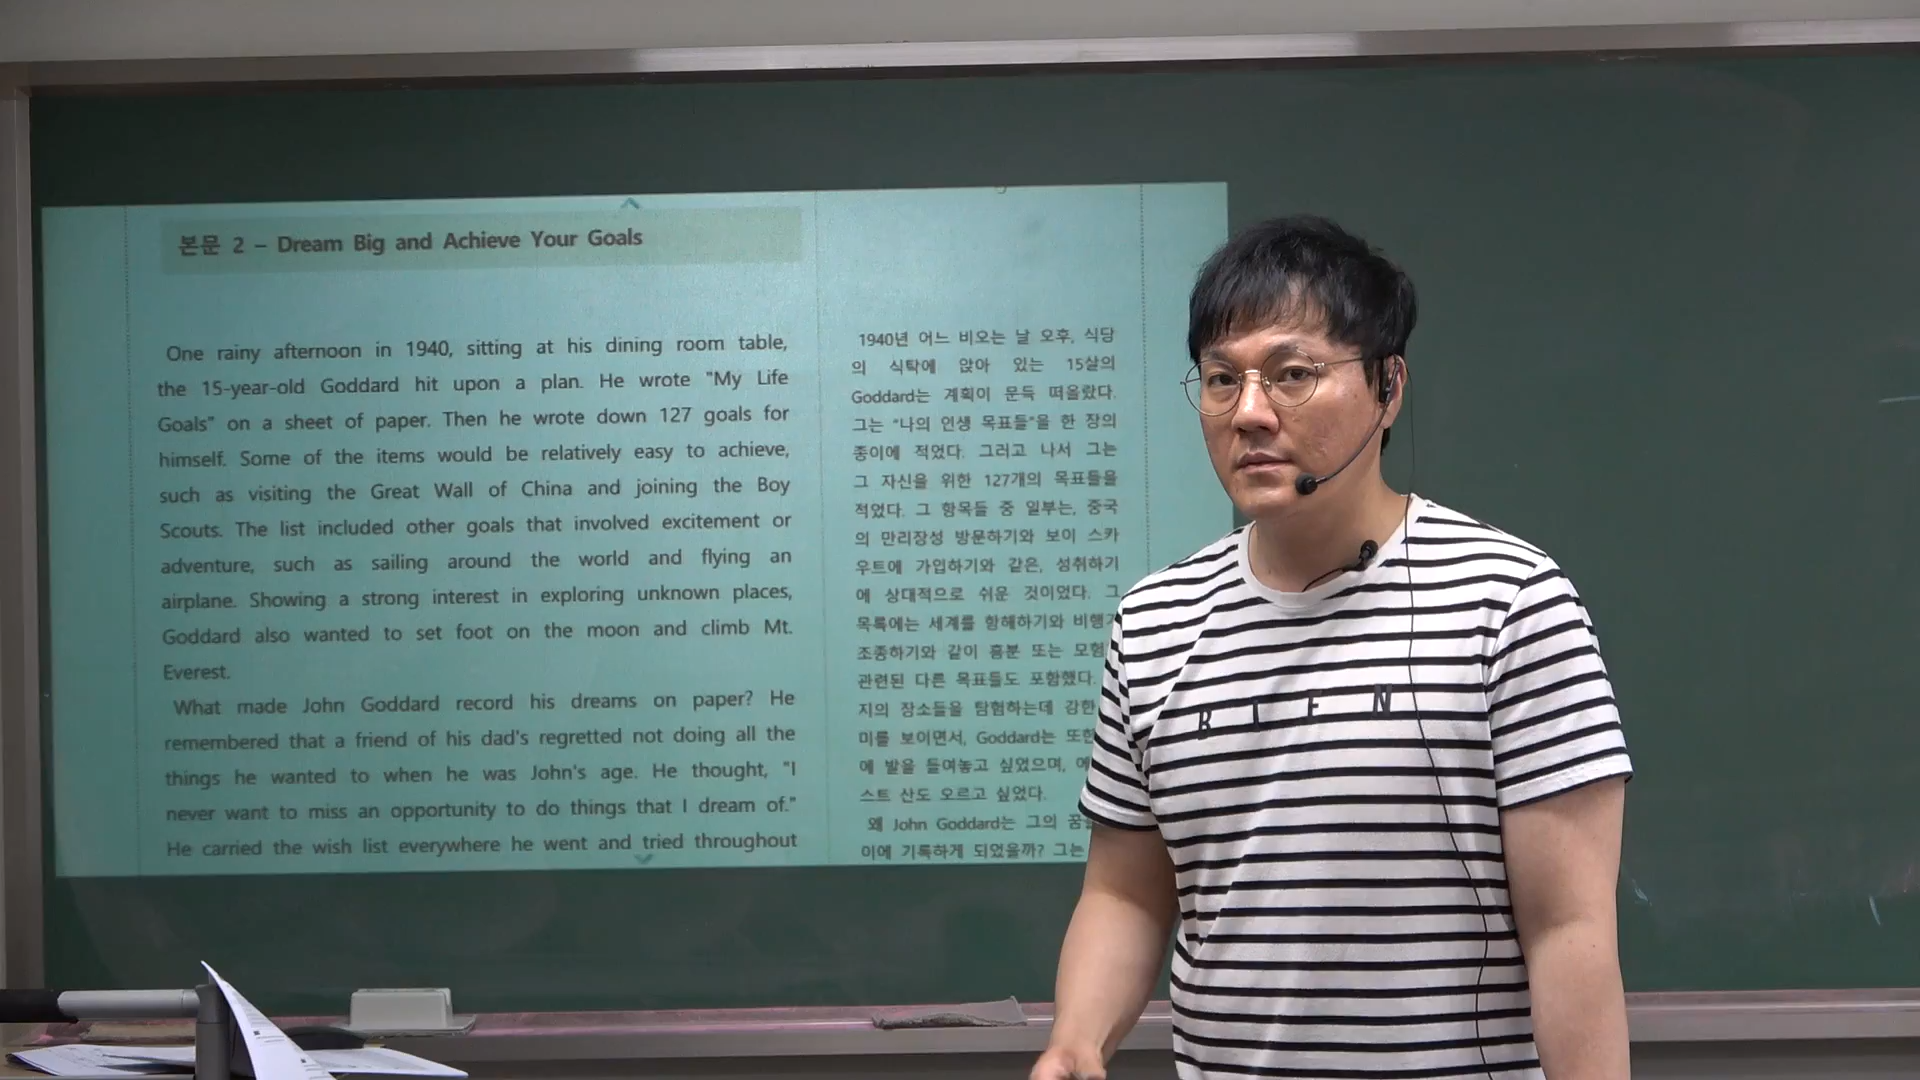 본문 2 – Dream Big and Achieve Your Goals
One rainy afternoon in 1940, sitting at his dining room table,
the 15-year-old Goddard hit upon a plan. He wrote "My Life
Goals" on a sheet of paper. Then he wrote down 127 goals for
himself. Some of the items would be relatively easy to achieve,
such as visiting the Great Wall of China and joining the Boy
Scouts. The list included other goals that involved excitement or
adventure, such as sailing around the world and flying an
airplane. Showing a strong interest in exploring unknown places,
Goddard also wanted to set foot on the moon and climb Mt.
Everest.
What made John Goddard record his dreams on paper? He
remembered that a friend of his dad's regretted not doing all the
things he wanted to when he was John's age. He thought, "I
never want to miss an opportunity to do things that I dream of."
He carried the wish list everywhere he went and tried throughout
1940년 어느 비오는 날 오후, 식당
의 식탁에 앉아 있는 15살의
Goddard는 계획이 문득 떠올랐다.
그는 "나의 인생 목표들"을 한 장의
종이에 적었다. 그러고 나서 그는
그 자신을 위한 127개의 목표들을
적었다. 그 항목들 중 일부는, 중국
의 만리장성 방문하기와 보이 스카
우트에 가입하기와 같은, 성취하기
에 상대적으로 쉬운 것이었다. 그
목록에는 세계를 항해하기와 비행기
조종하기와 같이 흥분 또는 모험
관련된 다른 목표들도 포함했다.
지의 장소들을 탐험하는데 강한
미를 보이면서, Goddard는 또한
에 발을 들여놓고 싶었으며, 에
스트 산도 오르고 싶었다.
왜 John Goddard는 그의 꿈을
이에 기록하게 되었을까? 그는
R I E N